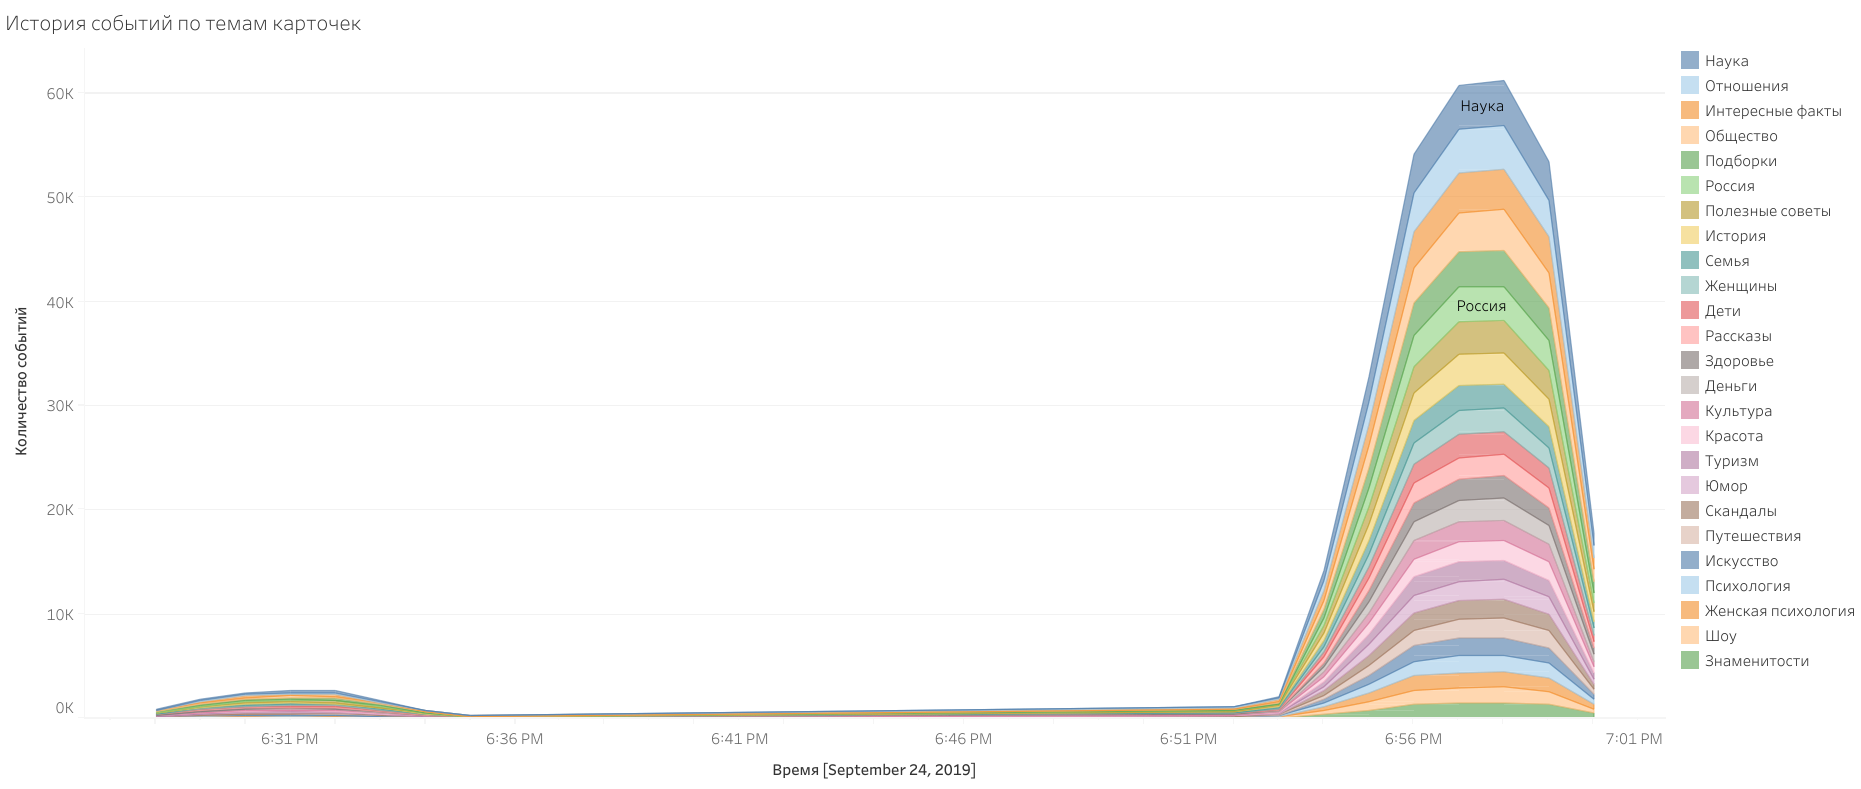 История событий по темам карточек
60K
50K
40K
30K
20K
10K
0K
Количество событий
Наука
Россия
6:31 PM
6:36 PM
6:41 PM
6:46 PM
6:51 PM
6:56 PM
7:01 PM
Время [September 24, 2019]
Наука
Отношения
Интересные факты
Общество
Подборки
Россия
Полезные советы
История
Семья
Женщины
Дети
Рассказы
Здоровье
Деньги
Культура
Красота
Туризм
Юмор
Скандалы
Путешествия
Искусство
Психология
Женская психология
Шоу
Знаменитости